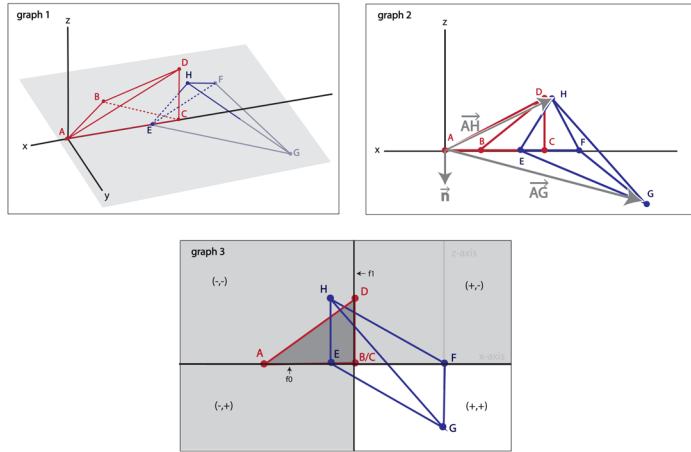 graph 1
z
D
H
F
B
C
A
E
x
G
y
graph 2
z
D
H
AH
A
x
B
E
C
F
n
AG
G
graph 3
z-axis
(-,-)
f1
(+,-)
H
D
A
E
B/C
F
x-axis
f0
(-,+)
(+,+)
G